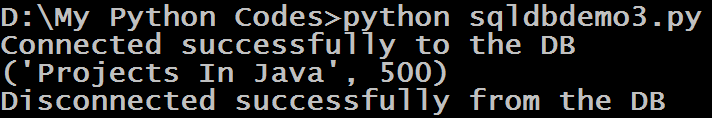 D:\My Python Codes>python sqldbdemo3.py
Connected successfully to the DB
('Projects In Java', 500)
Disconnected successfully from the DB